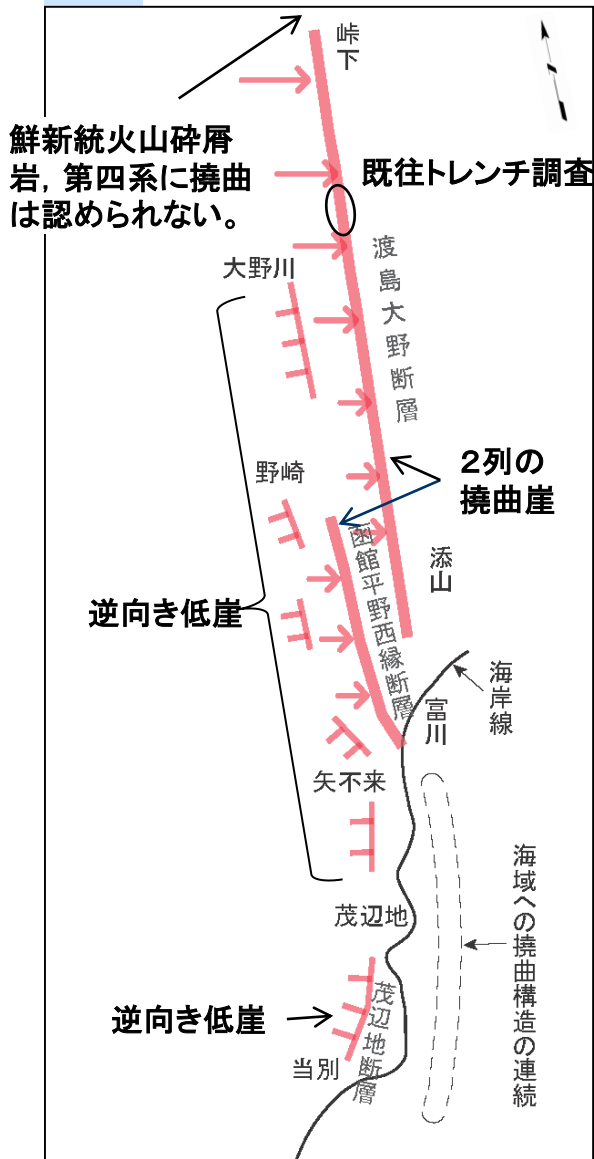 峠下
鮮新統火山砕屑
岩，第四系に撓曲
は認められない。
既往トレンチ調査
渡島大野断層
大野川
２列の
撓曲崖
野崎
函館平野西縁断層
添山
逆向き低崖
海岸線
富川
矢不来
海域への撓曲構造の連続
茂辺地
逆向き低崖
茂辺地断層
当別